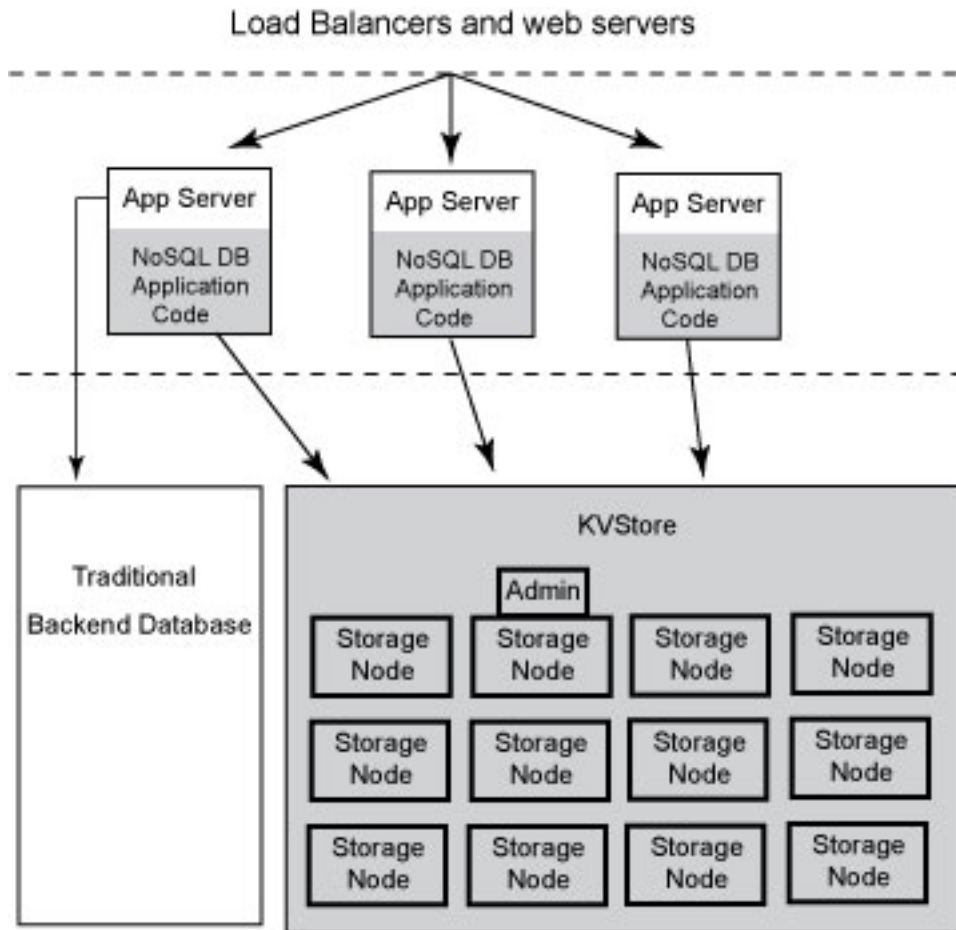 Load Balancers and web servers
App Server
NoSQL DB
Application
Code
App Server
NoSQL DB
Application
Code
App Server
NoSQL DB
Application
Code
Traditional
Backend Database
KVStore
Admin
Storage
Node
Storage
Node
Storage
Node
Storage
Node
Storage
Node
Storage
Node
Storage
Node
Storage
Node
Storage
Node
Storage
Node
Storage
Node
Storage
Node